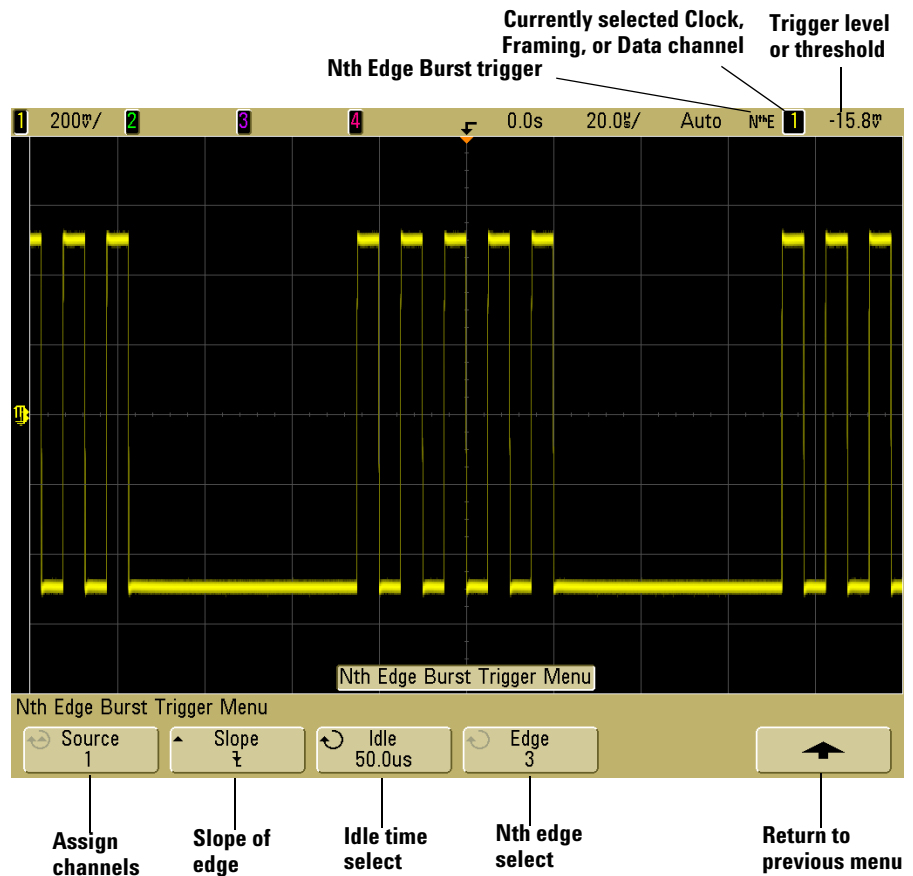 Currently selected Clock,
Framing, or Data channel
Trigger level
or threshold
Nth Edge Burst trigger
1 200mV/ 2 3 4 0.0s 20.0us/ Auto NthE 1 -15.8mV
Nth Edge Burst Trigger Menu
Nth Edge Burst Trigger Menu
Source
1
Slope
Idle
50.0us
Edge
3
Assign
channels
Slope of
edge
Idle time
select
Nth edge
select
Return to
previous menu